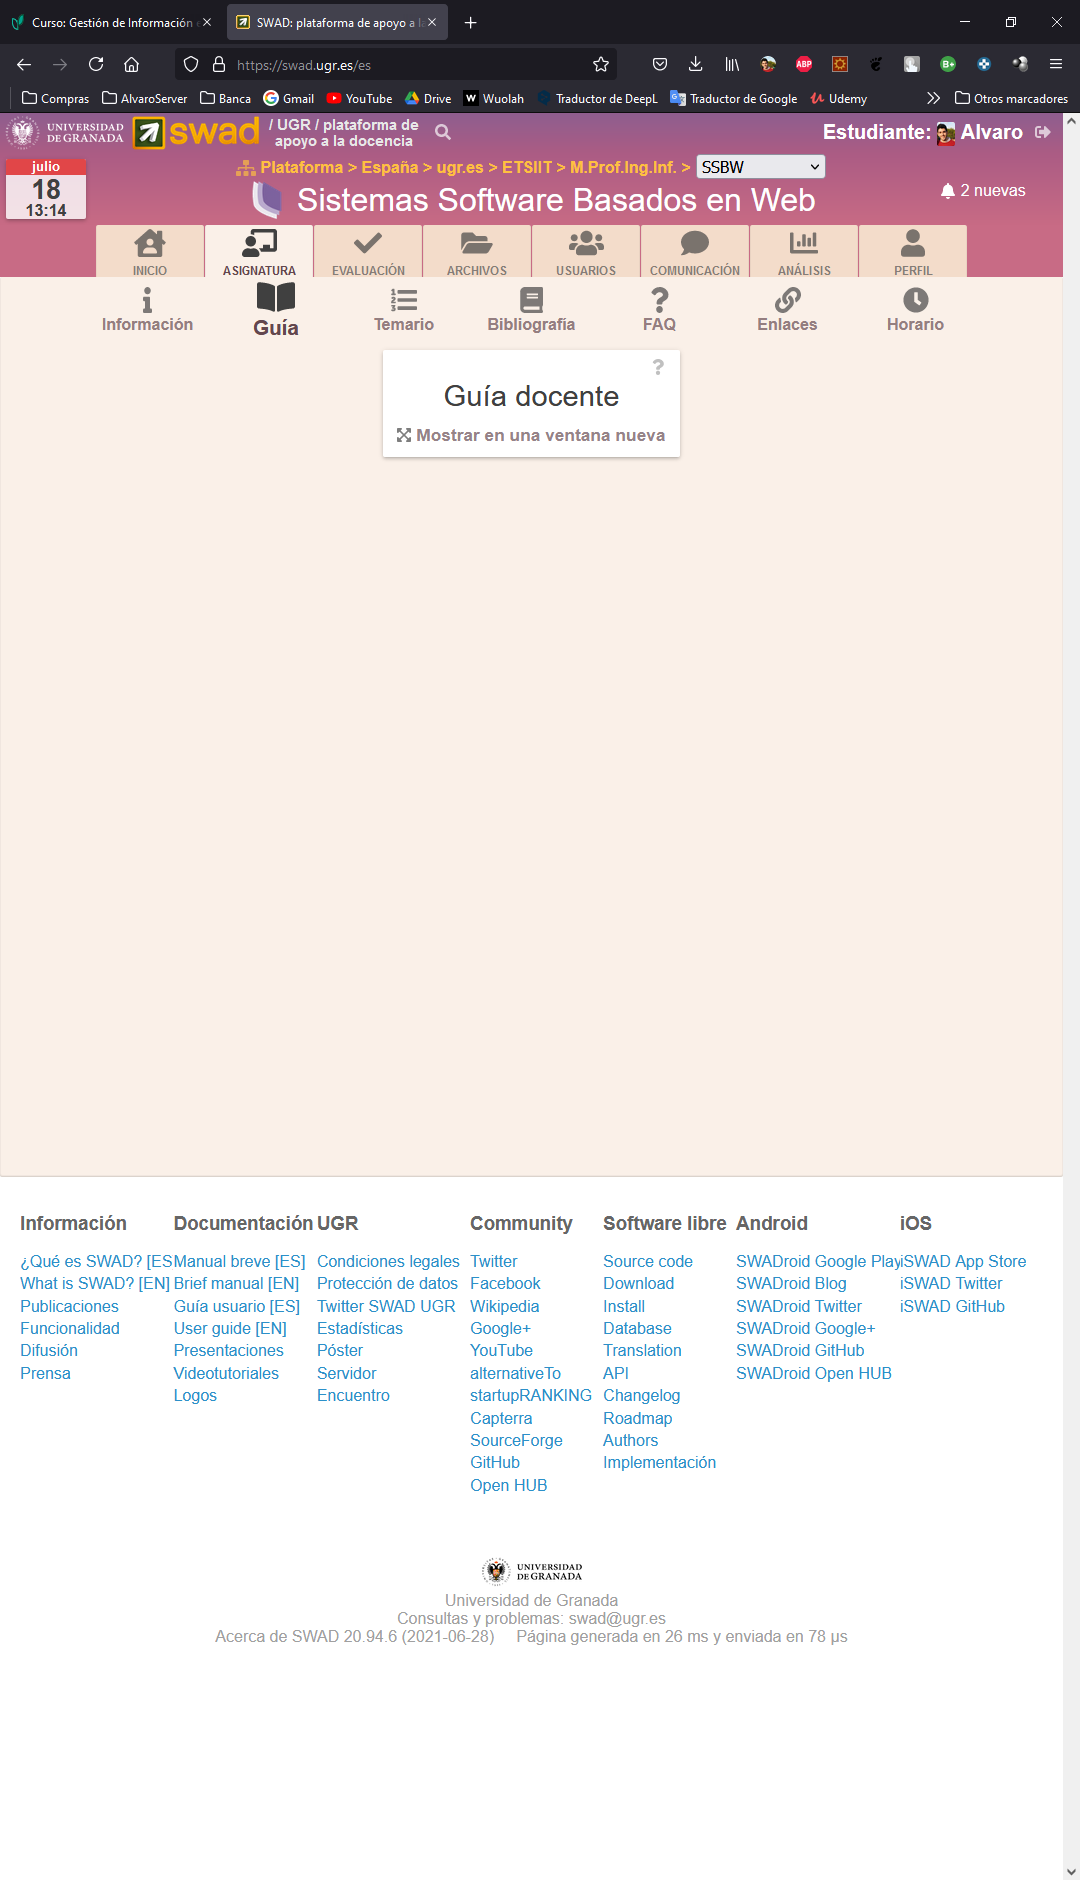 Curso: Gestión de Información
SWAD: plataforma de apoyo a
https://swad.ugr.es/es
ABP
B+
Compras
AlvaroServer
Banca
Gmail
YouTube
Drive
Wuolah
Traductor de DeepL
Traductor de Google
Udemy
Otros marcadores
UNIVERSIDAD
DE GRANADA
swad
/ UGR / plataforma de
apoyo a la docencia
Estudiante: Alvaro
julio
18
13:14
Plataforma > España > ugr.es > ETSIIT > M.Prof.Ing.Inf. > SSBW
Sistemas Software Basados en Web
2 nuevas
INICIO
ASIGNATURA
EVALUACIÓN
ARCHIVOS
USUARIOS
COMUNICACIÓN
ANÁLISIS
PERFIL
Información
Guía
Temario
Bibliografía
FAQ
Enlaces
Horario
?
Guía docente
Mostrar en una ventana nueva
Información
¿Qué es SWAD? [ES
What is SWAD? [EN]
Publicaciones
Funcionalidad
Difusión
Prensa
Documentación
Manual breve [ES]
Brief manual [EN]
Guía usuario [ES]
User guide [EN]
Presentaciones
Videotutoriales
Logos
UGR
Condiciones legales
Protección de datos
Twitter SWAD UGR
Estadísticas
Póster
Servidor
Encuentro
Community
Twitter
Facebook
Wikipedia
Google+
YouTube
alternativeTo
startupRANKING
Capterra
SourceForge
GitHub
Open HUB
Software libre
Source code
Download
Install
Database
Translation
API
Changelog
Roadmap
Authors
Implementación
Android
SWADroid Google Play
SWADroid Blog
SWADroid Twitter
SWADroid Google+
SWADroid GitHub
SWADroid Open HUB
iOS
iSWAD App Store
iSWAD Twitter
iSWAD GitHub
UNIVERSIDAD
DE GRANADA
Universidad de Granada
Consultas y problemas: swad@ugr.es
Acerca de SWAD 20.94.6 (2021-06-28) Página generada en 26 ms y enviada en 78 µs